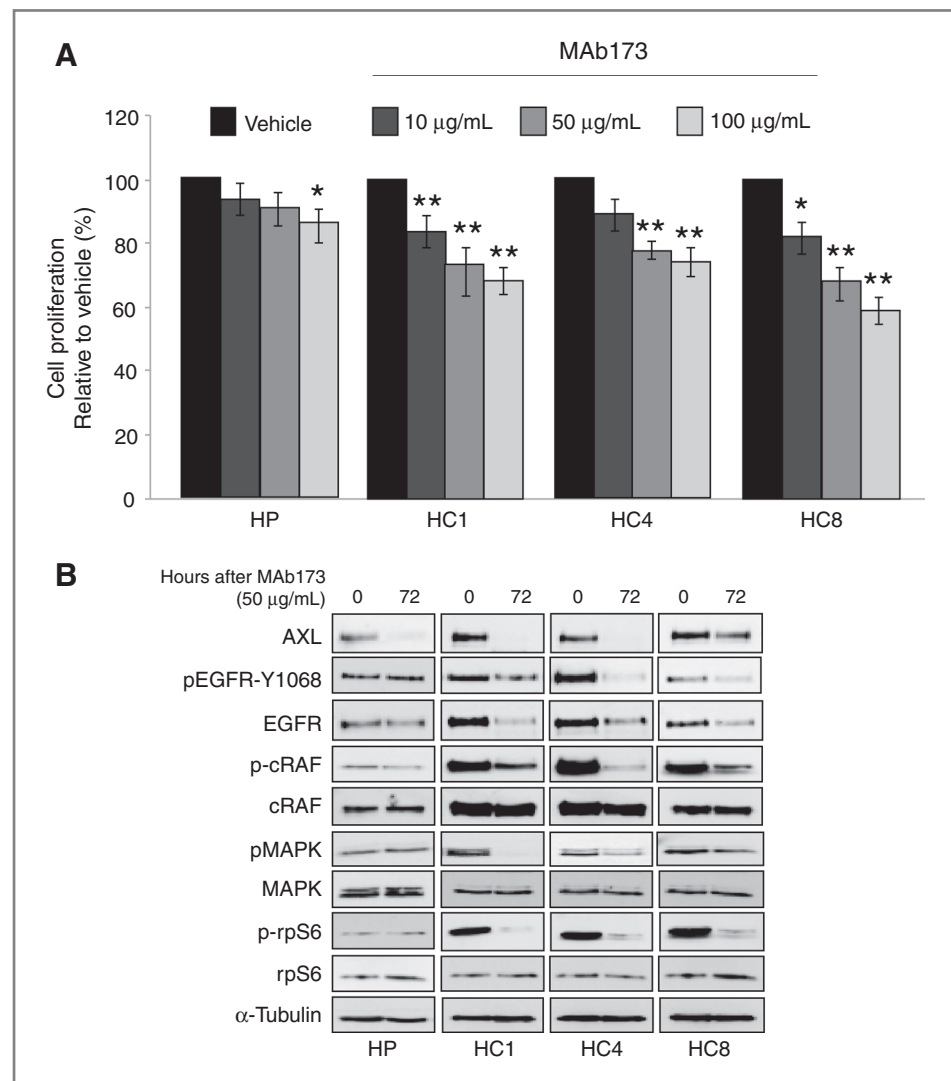 A
MAb173
Vehicle 10 μg/mL 50 μg/mL 100 μg/mL
Cell proliferation
Relative to vehicle (%)
120
100
80
60
40
20
0
* ** ** ** ** ** * ** **
HP HC1 HC4 HC8
B
Hours after MAb173
(50 μg/mL) 0 72 0 72 0 72 0 72
AXL
pEGFR-Y1068
EGFR
p-cRAF
cRAF
pMAPK
MAPK
p-rpS6
rpS6
α-Tubulin
HP HC1 HC4 HC8